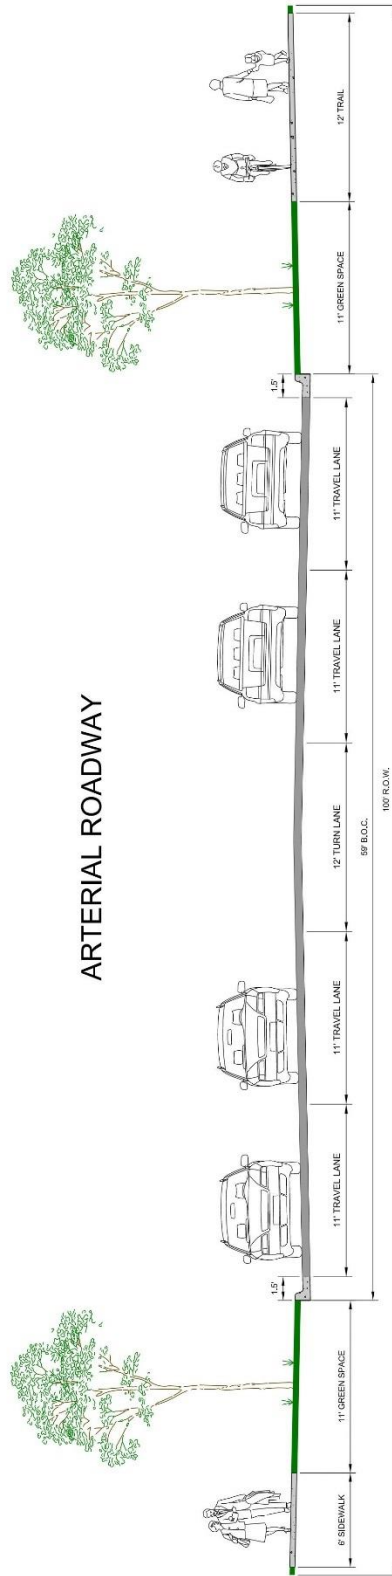 ARTERIAL ROADWAY
1.5'
1.5'
6' SIDEWALK
11' GREEN SPACE
11' TRAVEL LANE
11' TRAVEL LANE
12' TURN LANE
11' TRAVEL LANE
11' TRAVEL LANE
11' GREEN SPACE
12' TRAIL
59' B.O.C.
100' R.O.W.